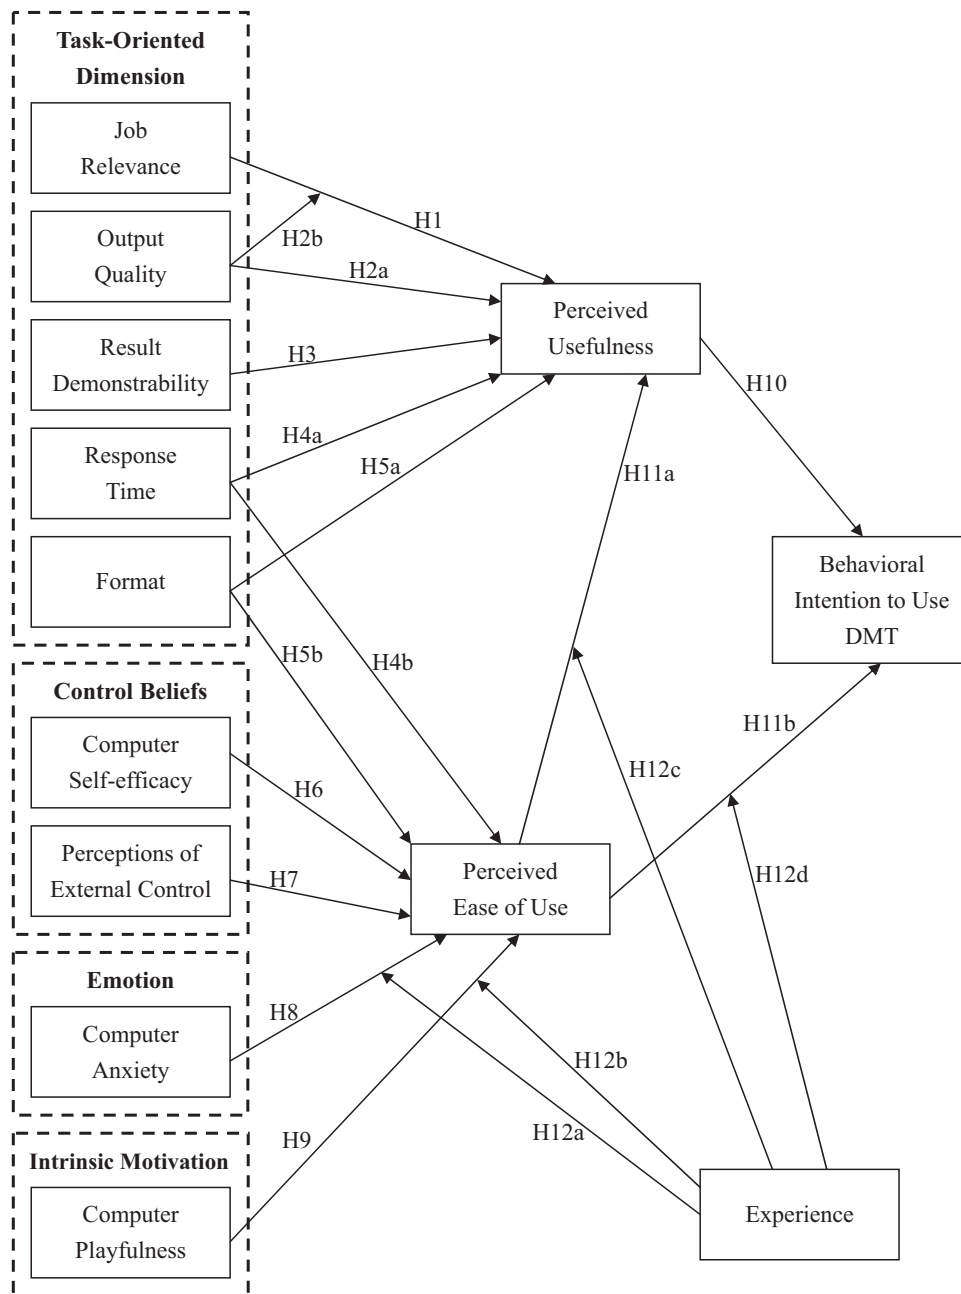 Task-Oriented
Dimension
Job
Relevance
Output
Quality
Result
Demonstrability
Response
Time
Format
H1
H2b
H2a
H3
H4a
H5a
H5b
H4b
Perceived
Usefulness
H10
H11a
Behavioral
Intention to Use
DMT
Control Beliefs
Computer
Self-efficacy
Perceptions of
External Control
H6
H7
Perceived
Ease of Use
H11b
H12c
H12d
Emotion
Computer
Anxiety
H8
H12b
H12a
Intrinsic Motivation
Computer
Playfulness
H9
Experience